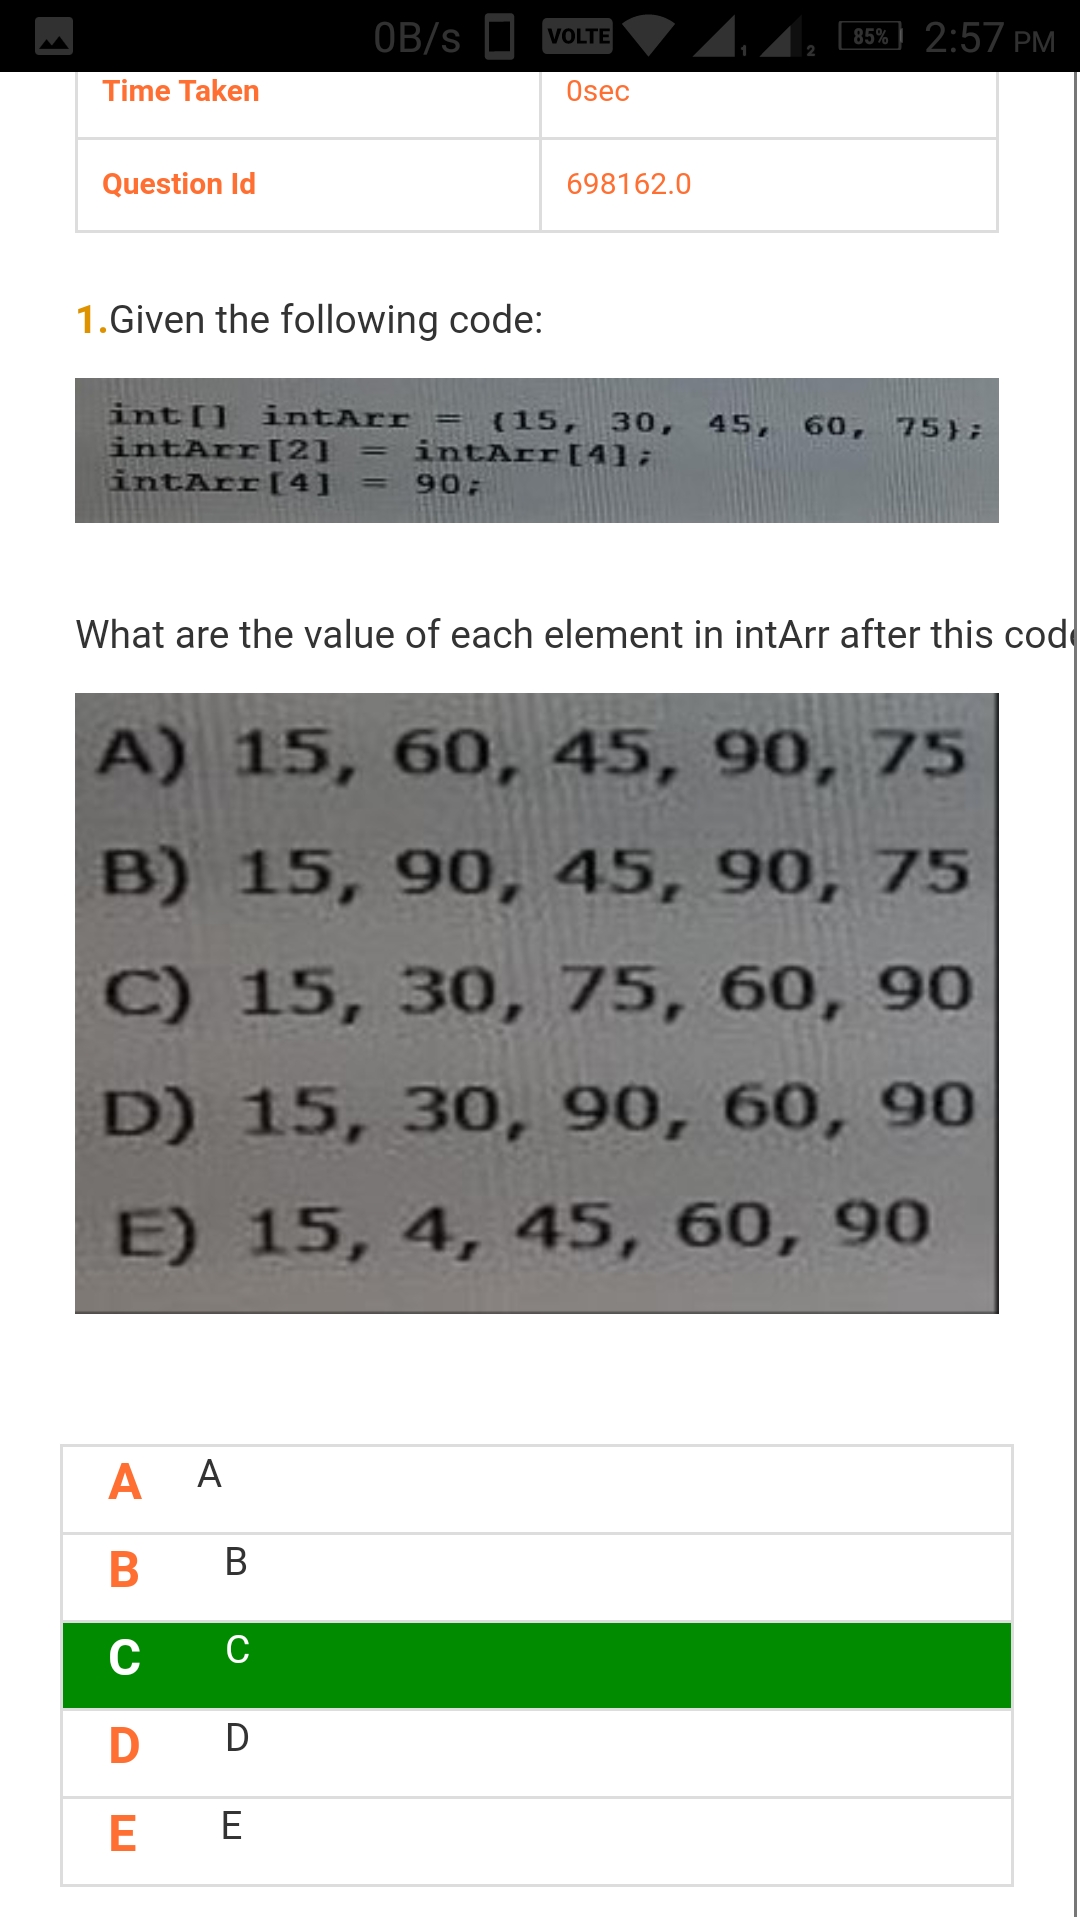 0B/s VOLTE 1 2 85% 2:57 PM
Time Taken 0sec
Question Id 698162.0
1.Given the following code:
int[] intArr = {15, 30, 45, 60, 75};
intArr[2] = intArr[4];
intArr[4] = 90;
What are the value of each element in intArr after this code
A) 15, 60, 45, 90, 75
B) 15, 90, 45, 90, 75
C) 15, 30, 75, 60, 90
D) 15, 30, 90, 60, 90
E) 15, 4, 45, 60, 90
A A
B B
C C
D D
E E